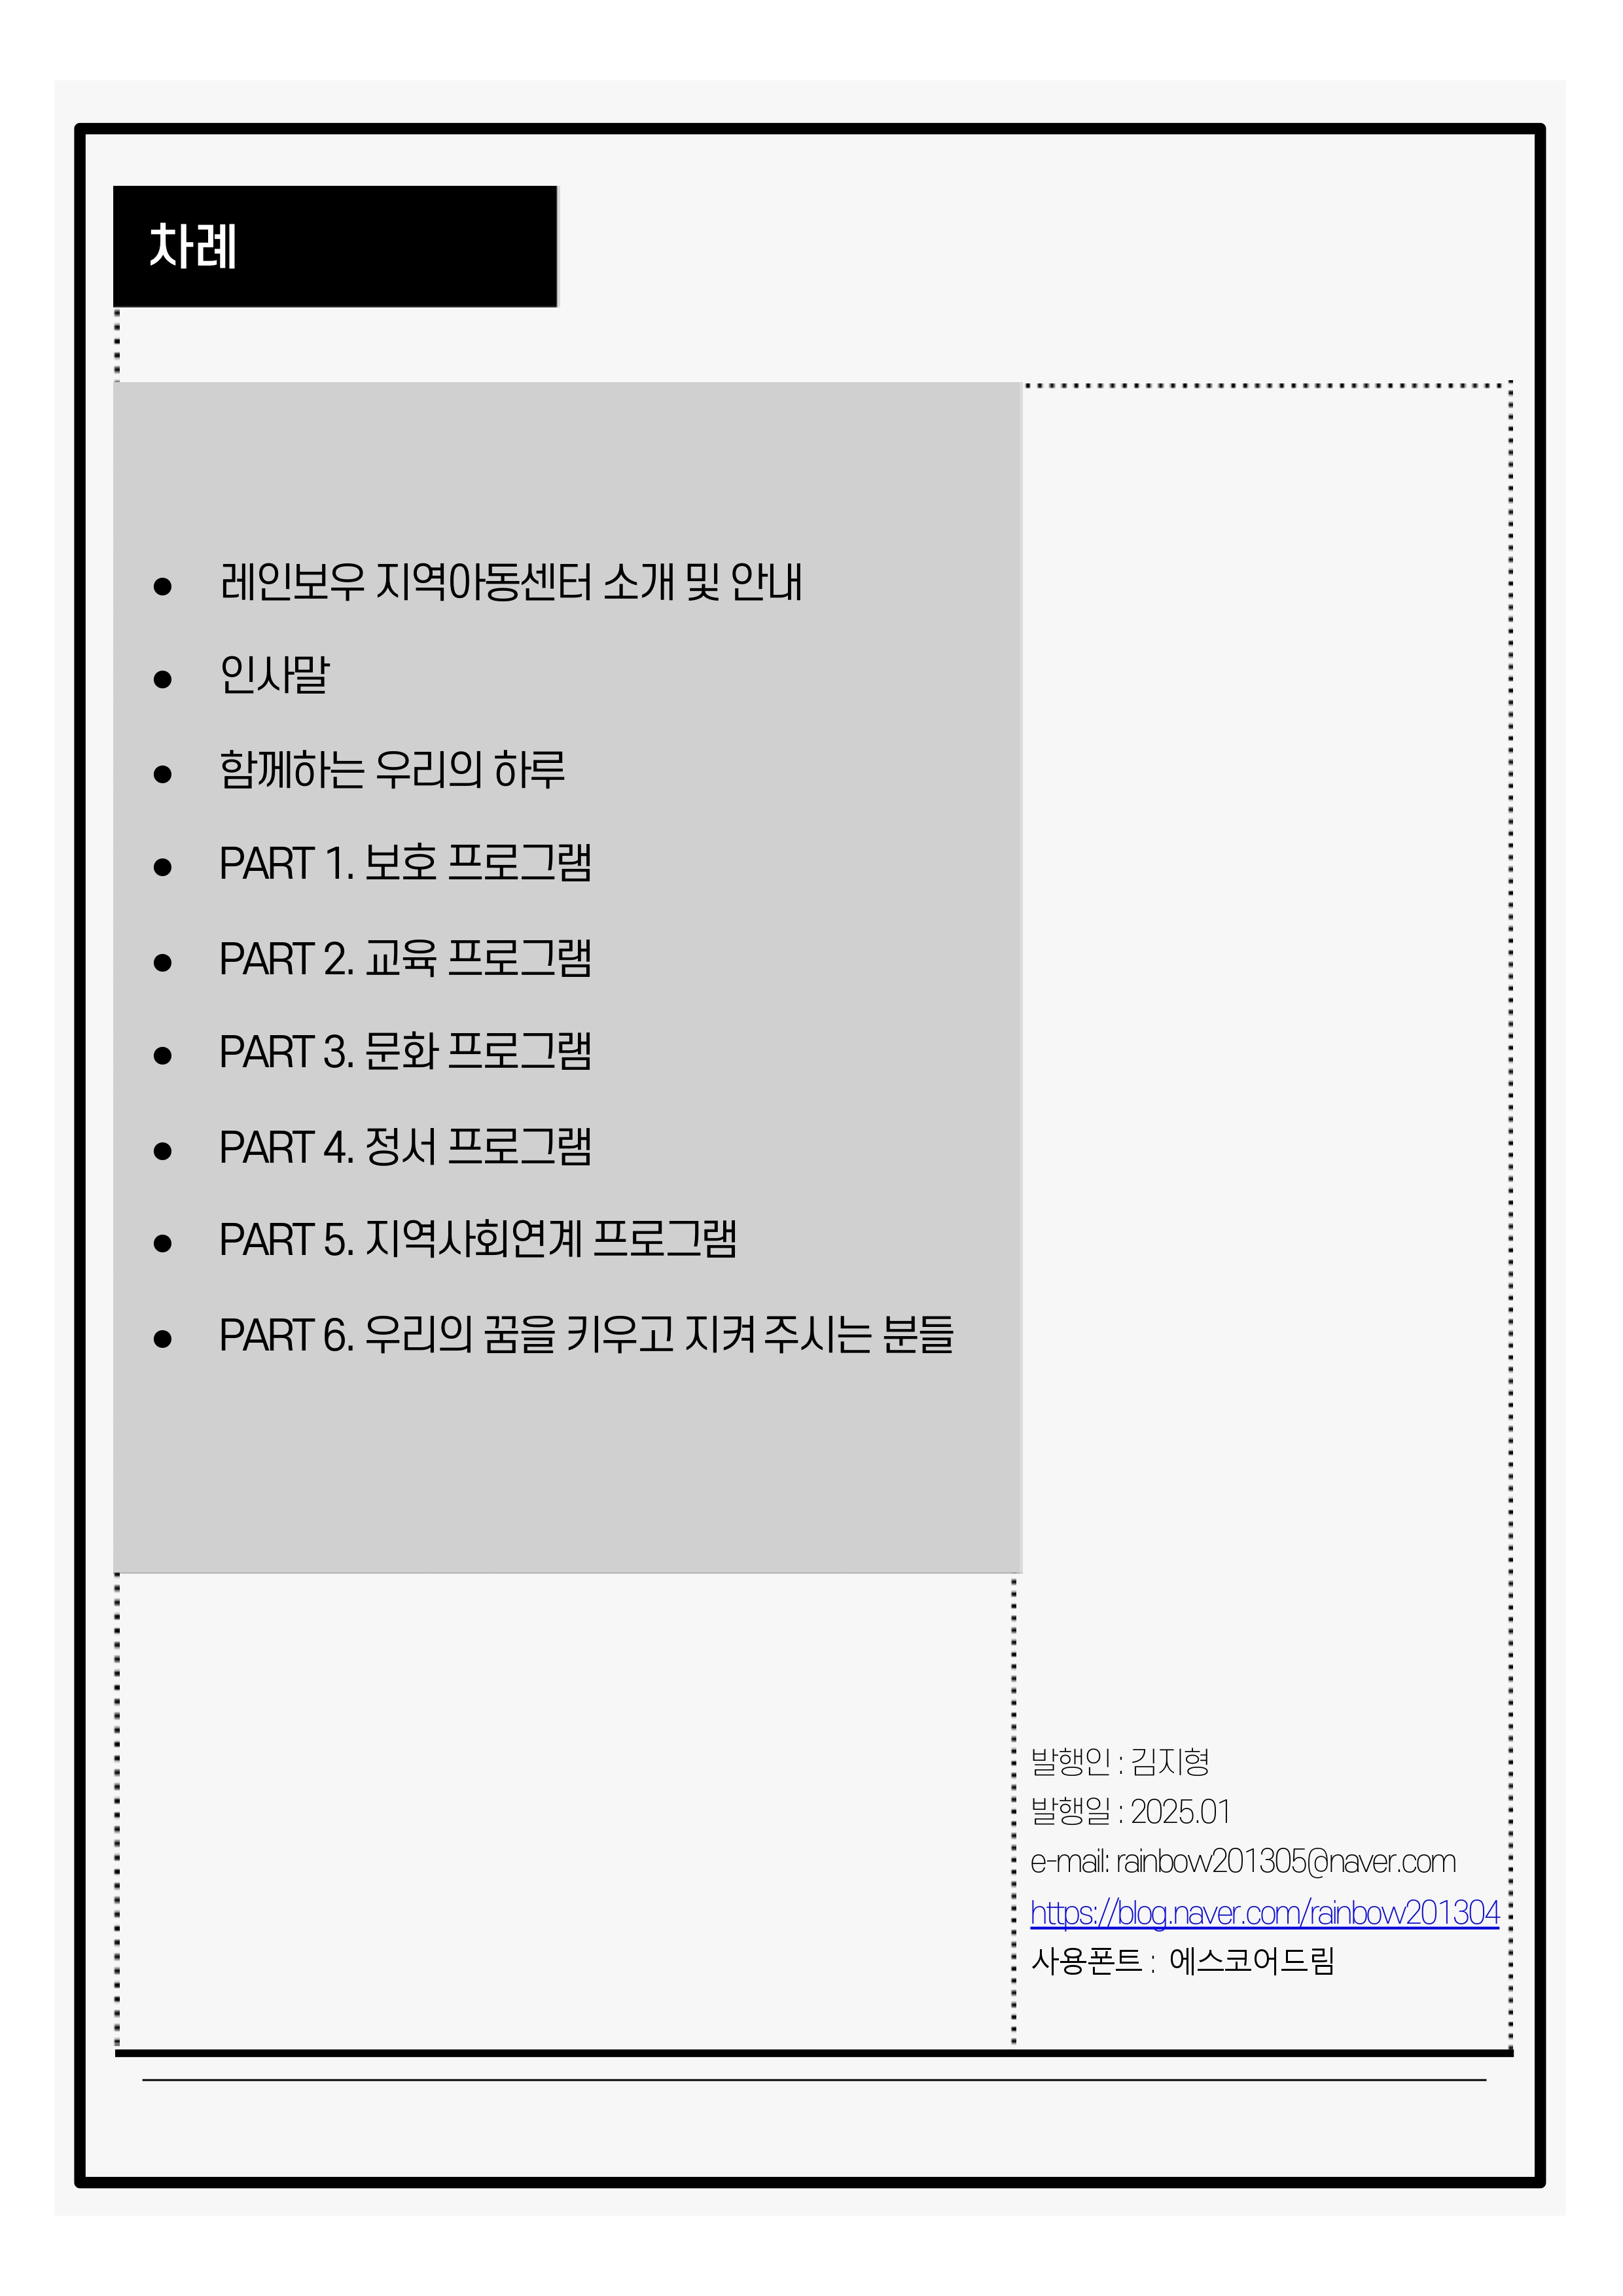 차례
● 레인보우 지역아동센터 소개 및 안내
● 인사말
● 함께하는 우리의 하루
● PART 1. 보호 프로그램
● PART 2. 교육 프로그램
● PART 3. 문화 프로그램
● PART 4. 정서 프로그램
● PART 5. 지역사회연계 프로그램
● PART 6. 우리의 꿈을 키우고 지켜 주시는 분들
발행인 : 김지형
발행일 : 2025.01
e-mail: rainbow201305@naver.com
https://blog.naver.com/rainbow201304
사용폰트 : 에스코어드림